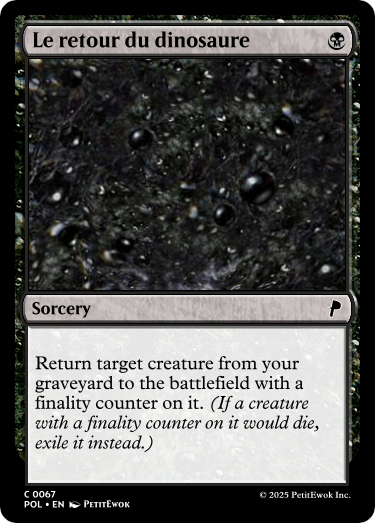 Le retour du dinosaure
Sorcery
Return target creature from your
graveyard to the battlefield with a
finality counter on it. (If a creature
with a finality counter on it would die,
exile it instead.)
C 0067
POL • EN PetitEwok
© 2025 PetitEwok Inc.